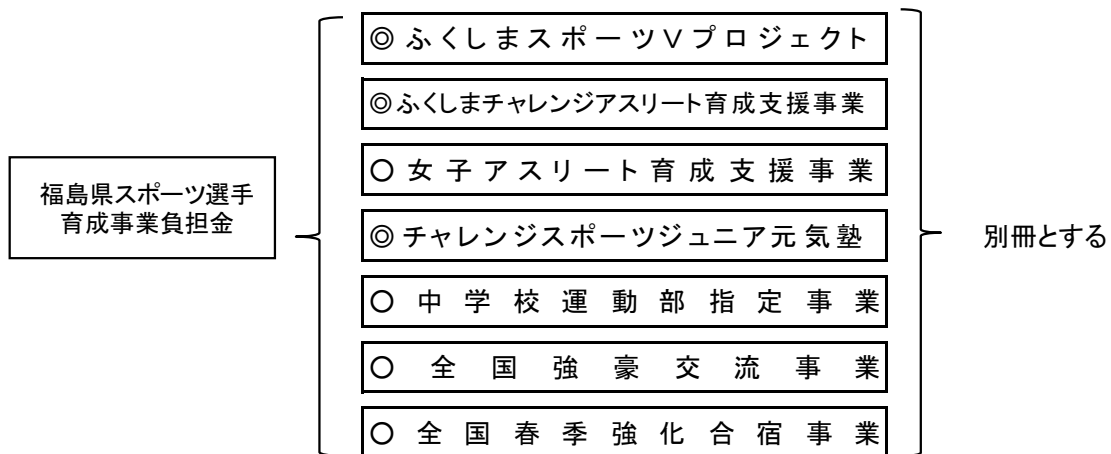 ◎ふくしまスポーツVプロジェクト
◎ふくしまチャレンジアスリート育成支援事業
○女子アスリート育成支援事業
福島県スポーツ選手
育成事業負担金
◎チャレンジスポーツジュニア元気塾
別冊とする
○中学校運動部指定事業
○全国強豪交流事業
○全国春季強化合宿事業